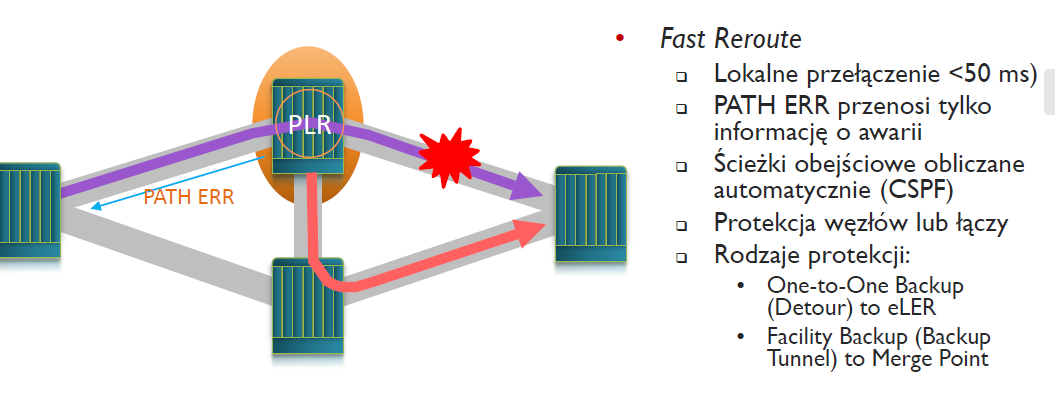 PLR
PATH ERR
• Fast Reroute
❑ Lokalne przełączenie <50 ms)
❑ PATH ERR przenosi tylko
informację o awarii
❑ Ścieżki obejściowe obliczane
automatycznie (CSPF)
❑ Protekcja węzłów lub łączy
❑ Rodzaje protekcji:
• One-to-One Backup
(Detour) to eLER
• Facility Backup (Backup
Tunnel) to Merge Point